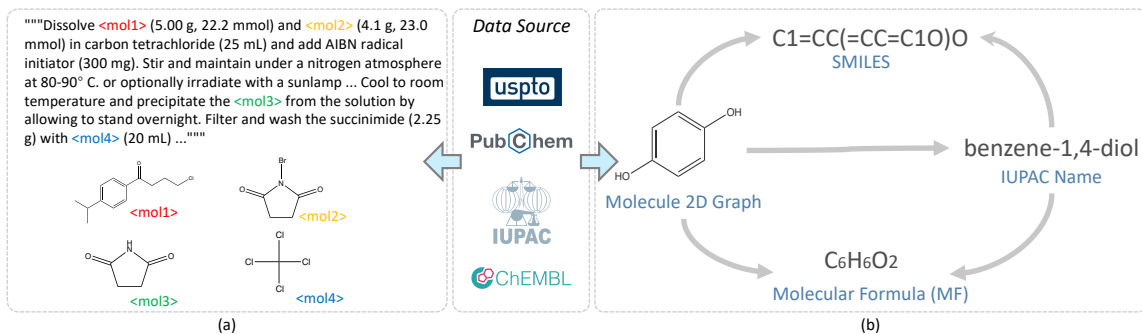 """Dissolve <mol1> (5.00 g, 22.2 mmol) and <mol2> (4.1 g, 23.0
mmol) in carbon tetrachloride (25 mL) and add AIBN radical
initiator (300 mg). Stir and maintain under a nitrogen atmosphere
at 80-90° C. or optionally irradiate with a sunlamp ... Cool to room
temperature and precipitate the <mol3> from the solution by
allowing to stand overnight. Filter and wash the succinimide (2.25
g) with <mol4> (20 mL) ..."""
O
Cl
<mol1>
Br
O
N
O
<mol2>
H
O
N
O
<mol3>
Cl
Cl
Cl
Cl
<mol4>
(a)
Data Source
uspto
PubChem
IUPAC
ChEMBL
C1=CC(=CC=C1O)O
SMILES
OH
HO
Molecule 2D Graph
benzene-1,4-diol
IUPAC Name
C₆H₆O₂
Molecular Formula (MF)
(b)